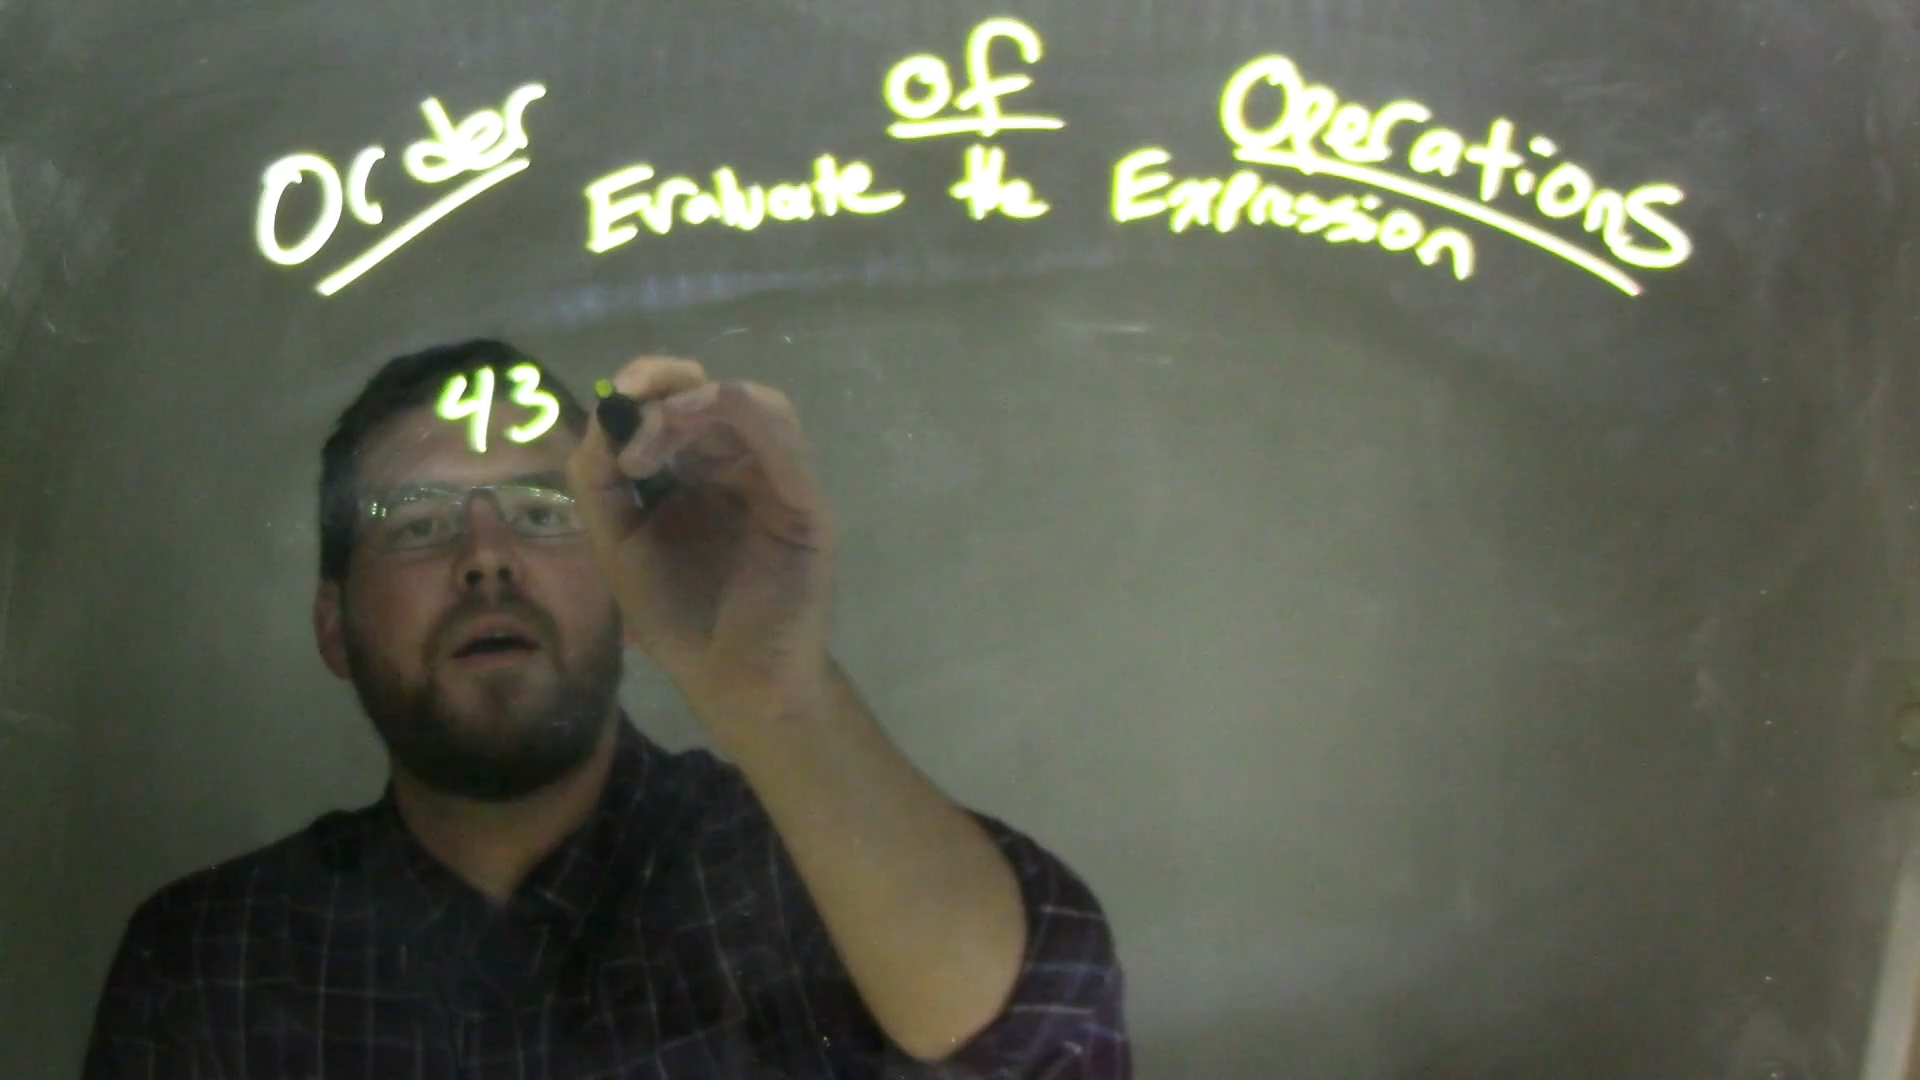 Order of Operations
Evaluate the Expression
43